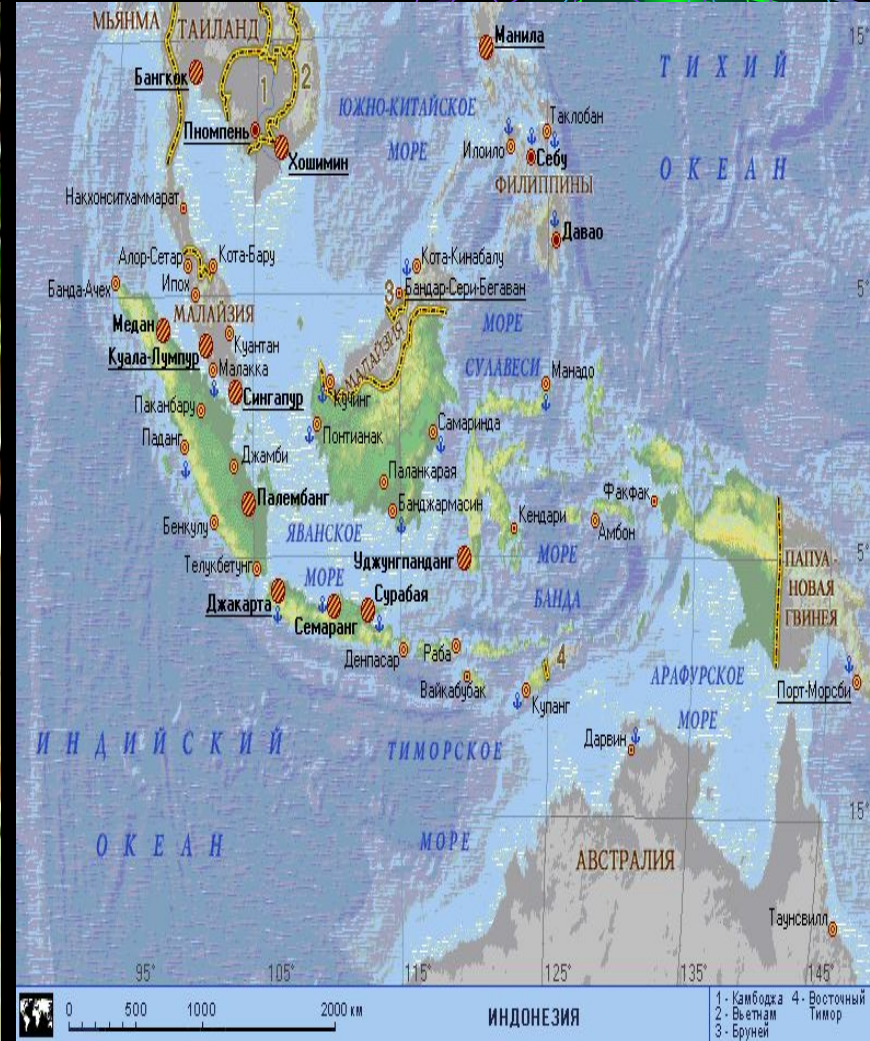 МЬЯНМА
ТАИЛАНД
Манила
15°
Бангкок
1
2
ТИХИЙ
ОКЕАН
ЮЖНО-КИТАЙСКОЕ
МОРЕ
Пномпень
Хошимин
Таклобан
Илоило
Себу
ФИЛИППИНЫ
Накхонситхаммарат
Давао
Алор-Сетар
Кота-Бару
Кота-Кинабалу
Банда-Ачех
Ипох
3
Бандар-Сери-Бегаван
5°
МАЛАЙЗИЯ
Медан
Куантан
Куала-Лумпур
МАЛАЙЗИЯ
МОРЕ
СУЛАВЕСИ
Малакка
Манадо
Сингапур
Кучинг
Паканбару
Понтианак
Самаринда
Паданг
Джамби
Паланкарая
Палембанг
Банджармасин
Факфак
Бенкулу
Кендари
Амбон
ЯВАНСКОЕ
МОРЕ
Уджунгпанданг
МОРЕ
БАНДА
5°
ПАПУА -
НОВАЯ
ГВИНЕЯ
Телукбетунг
Джакарта
Сурабая
Семаранг
Денпасар
Раба
4
Вайкабубак
Купанг
АРАФУРСКОЕ
МОРЕ
Порт-Морсби
ИНДИЙСКИЙ
ОКЕАН
ТИМОРСКОЕ
МОРЕ
Дарвин
15°
АВСТРАЛИЯ
Таунсвилл
95°
105°
115°
125°
135°
145°
0 500 1000 2000 км
ИНДОНЕЗИЯ
1 - Камбоджа 4 - Восточный
2 - Вьетнам Тимор
3 - Бруней